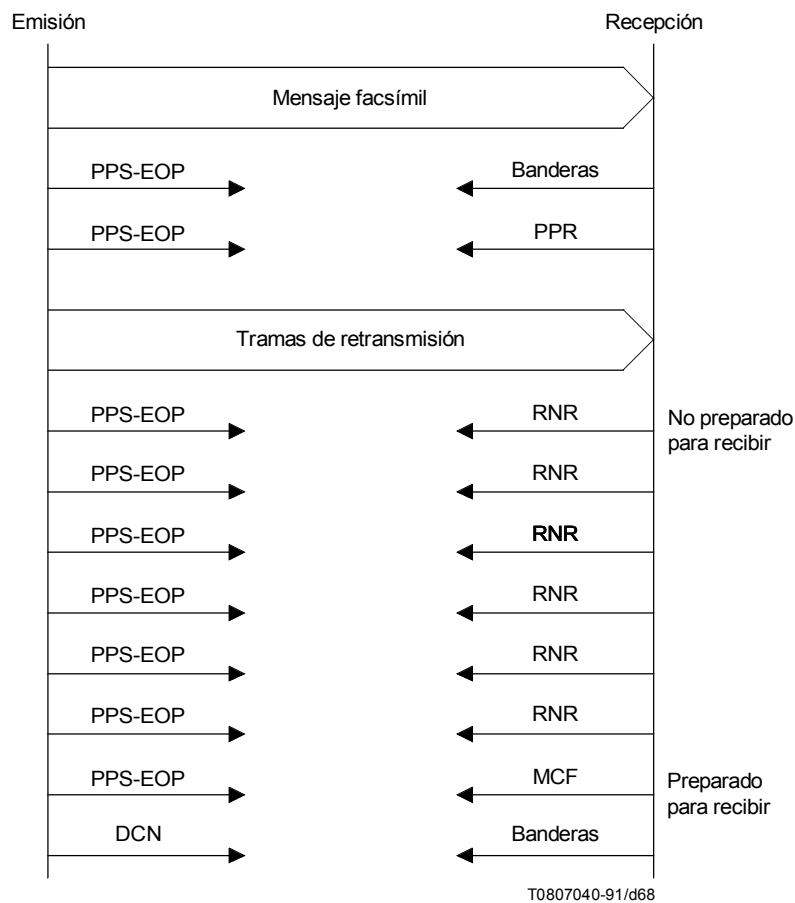 Emisión
Recepción
Mensaje facsímil
PPS-EOP
Banderas
PPS-EOP
PPR
Tramas de retransmisión
PPS-EOP
RNR
No preparado
para recibir
PPS-EOP
RNR
PPS-EOP
RNR
PPS-EOP
RNR
PPS-EOP
RNR
PPS-EOP
RNR
PPS-EOP
MCF
Preparado
para recibir
DCN
Banderas
T0807040-91/d68